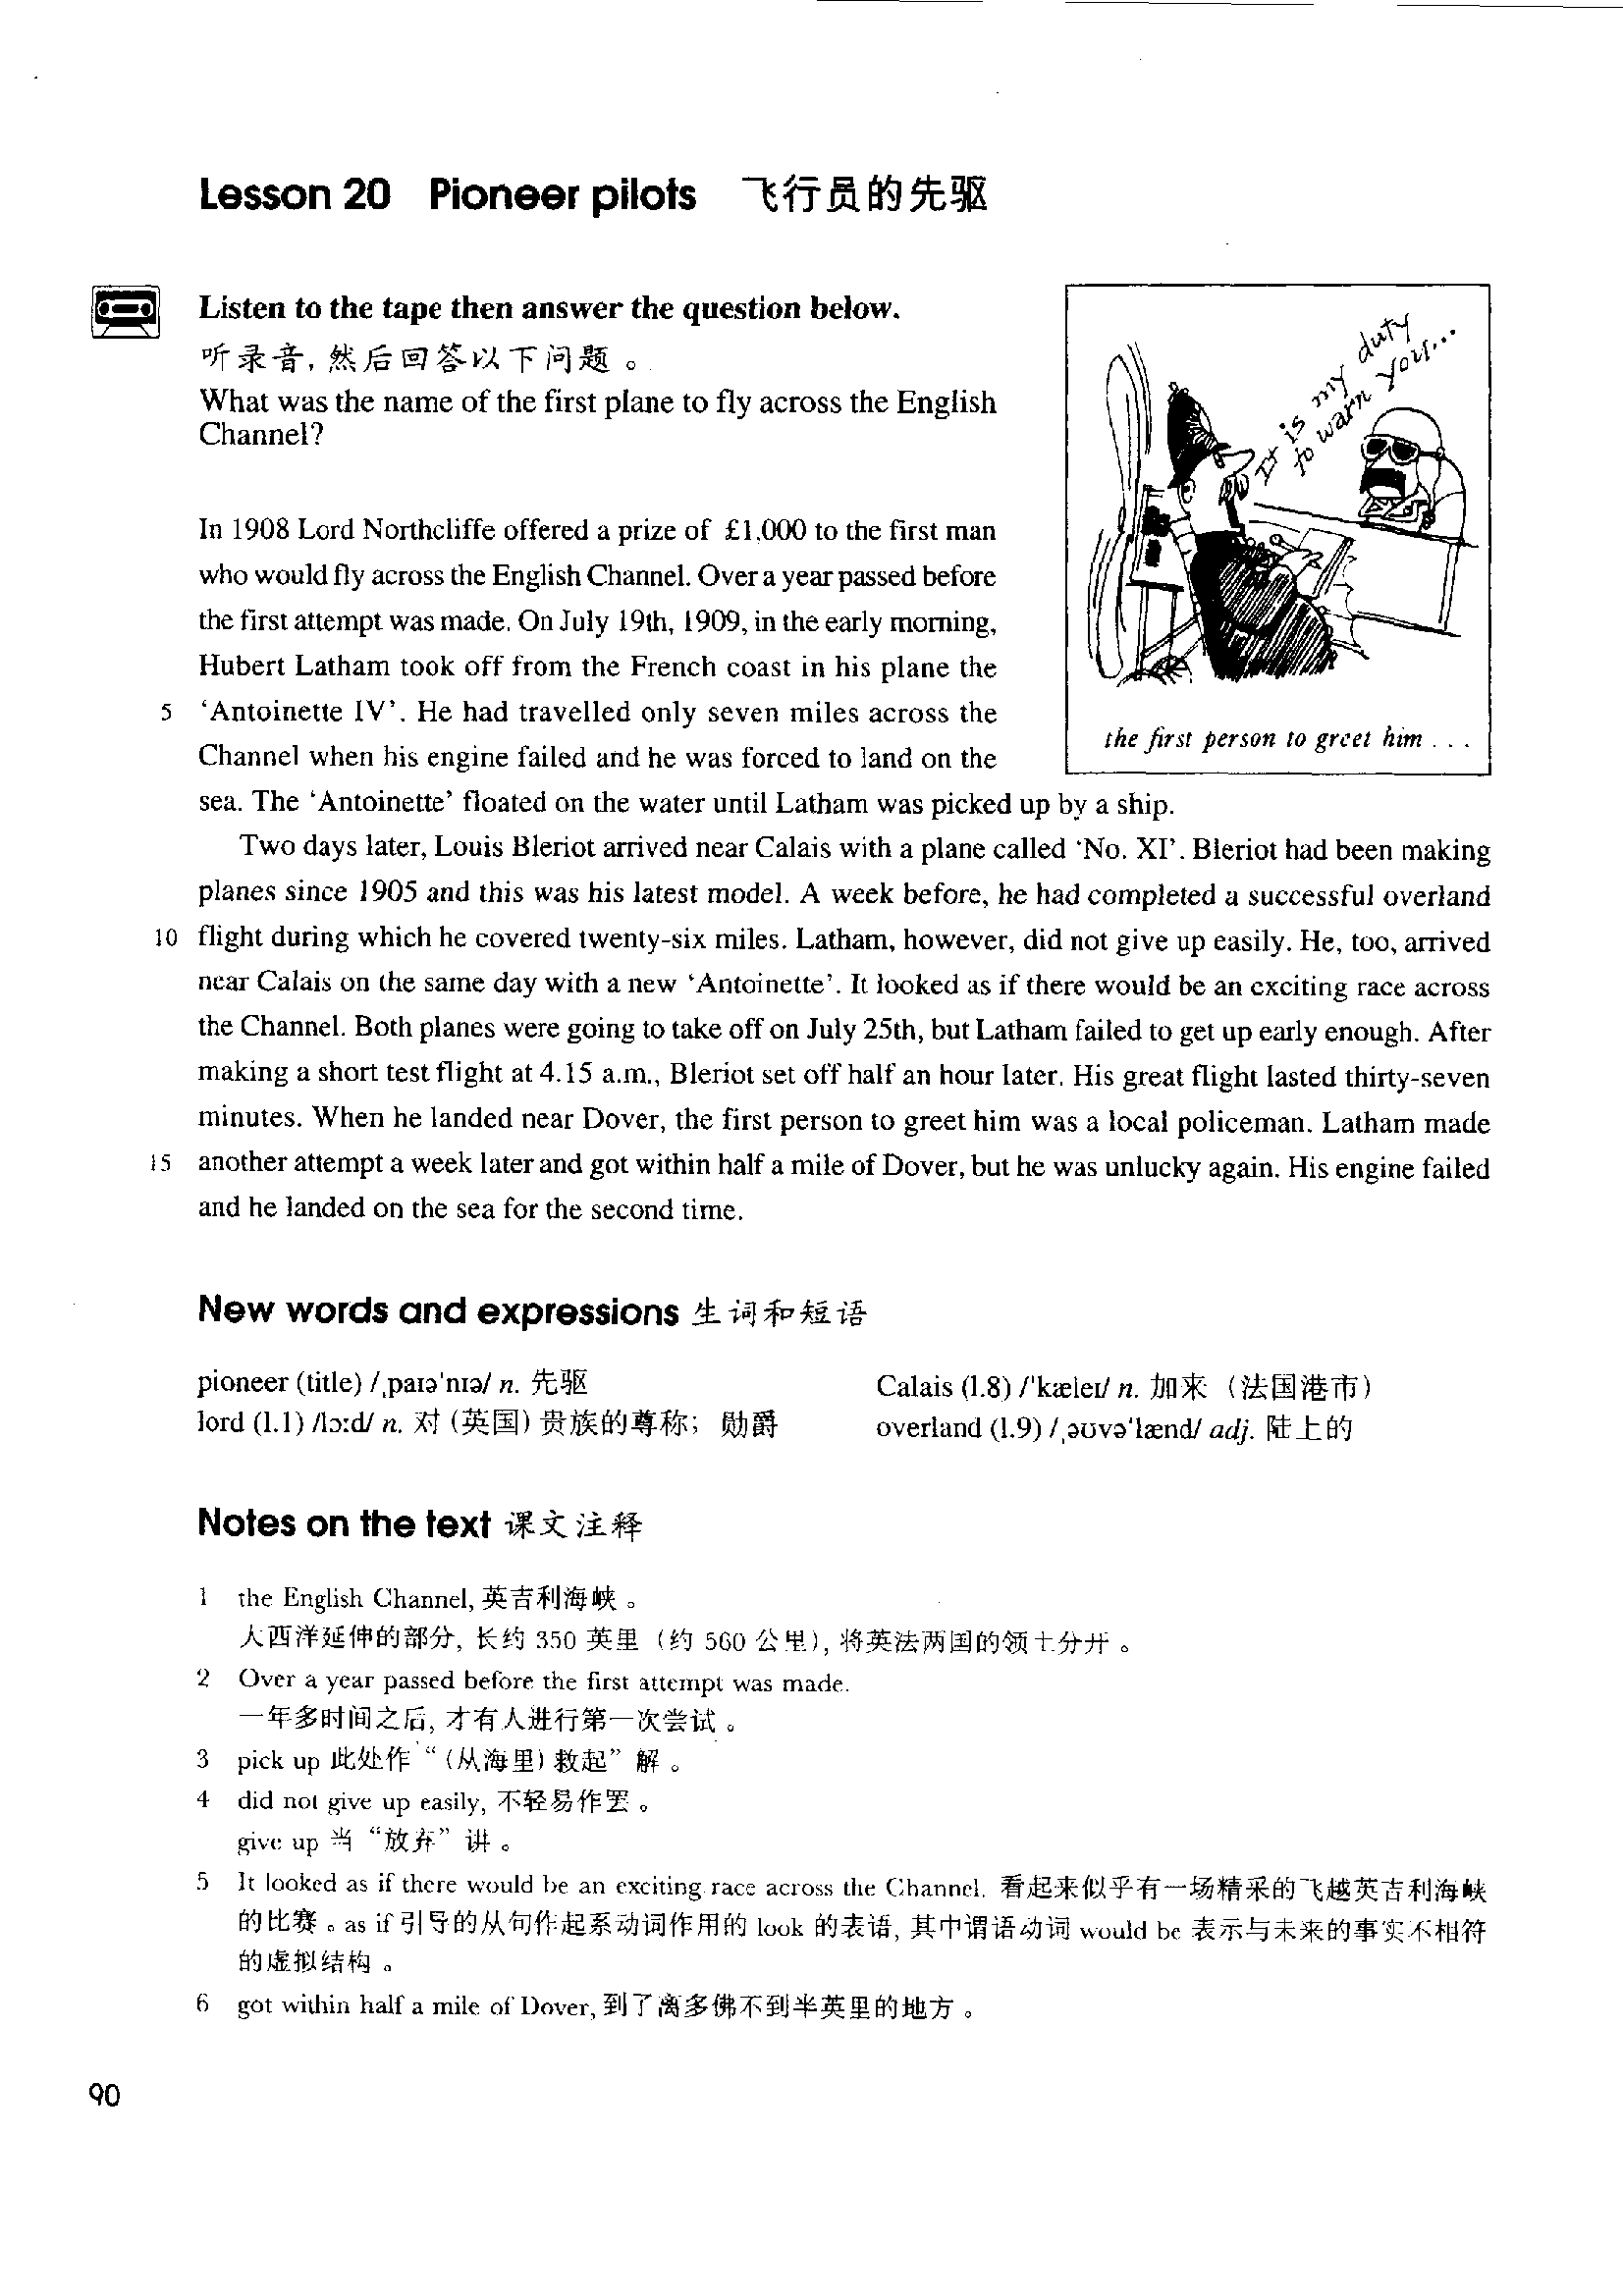 Lesson 20 Pioneer pilots 飞行员的先驱
Listen to the tape then answer the question below.
听录音, 然后回答以下问题。
What was the name of the first plane to fly across the English
Channel?
It is my duty
to warn you...
the first person to greet him . . .
In 1908 Lord Northcliffe offered a prize of £1,000 to the first man
who would fly across the English Channel. Over a year passed before
the first attempt was made. On July 19th, 1909, in the early morning,
Hubert Latham took off from the French coast in his plane the
5 ‘Antoinette IV’. He had travelled only seven miles across the
Channel when his engine failed and he was forced to land on the
sea. The ‘Antoinette’ floated on the water until Latham was picked up by a ship.
Two days later, Louis Bleriot arrived near Calais with a plane called ‘No. XI’. Bleriot had been making
planes since 1905 and this was his latest model. A week before, he had completed a successful overland
10 flight during which he covered twenty-six miles. Latham, however, did not give up easily. He, too, arrived
near Calais on the same day with a new ‘Antoinette’. It looked as if there would be an exciting race across
the Channel. Both planes were going to take off on July 25th, but Latham failed to get up early enough. After
making a short test flight at 4.15 a.m., Bleriot set off half an hour later. His great flight lasted thirty-seven
minutes. When he landed near Dover, the first person to greet him was a local policeman. Latham made
15 another attempt a week later and got within half a mile of Dover, but he was unlucky again. His engine failed
and he landed on the sea for the second time.
New words and expressions 生词和短语
pioneer (title) /ˌpaɪəˈnɪə/ n. 先驱
lord (l.1) /lɔːd/ n. 对 (英国) 贵族的尊称; 勋爵
Calais (l.8) /ˈkæleɪ/ n. 加来 (法国港市)
overland (l.9) /ˌəʊvəˈlænd/ adj. 陆上的
Notes on the text 课文注释
1 the English Channel, 英吉利海峡。
大西洋延伸的部分, 长约 350 英里 (约 560 公里), 将英法两国的领土分开。
2 Over a year passed before the first attempt was made.
一年多时间之后, 才有人进行第一次尝试。
3 pick up 此处作 “(从海里) 救起” 解。
4 did not give up easily, 不轻易作罢。
give up 当 “放弃” 讲。
5 It looked as if there would be an exciting race across the Channel. 看起来似乎有一场精采的飞越英吉利海峡
的比赛。as if 引导的从句作起系动词作用的 look 的表语, 其中谓语动词 would be 表示与未来的事实不相符
的虚拟结构。
6 got within half a mile of Dover, 到了离多佛不到半英里的地方。
90